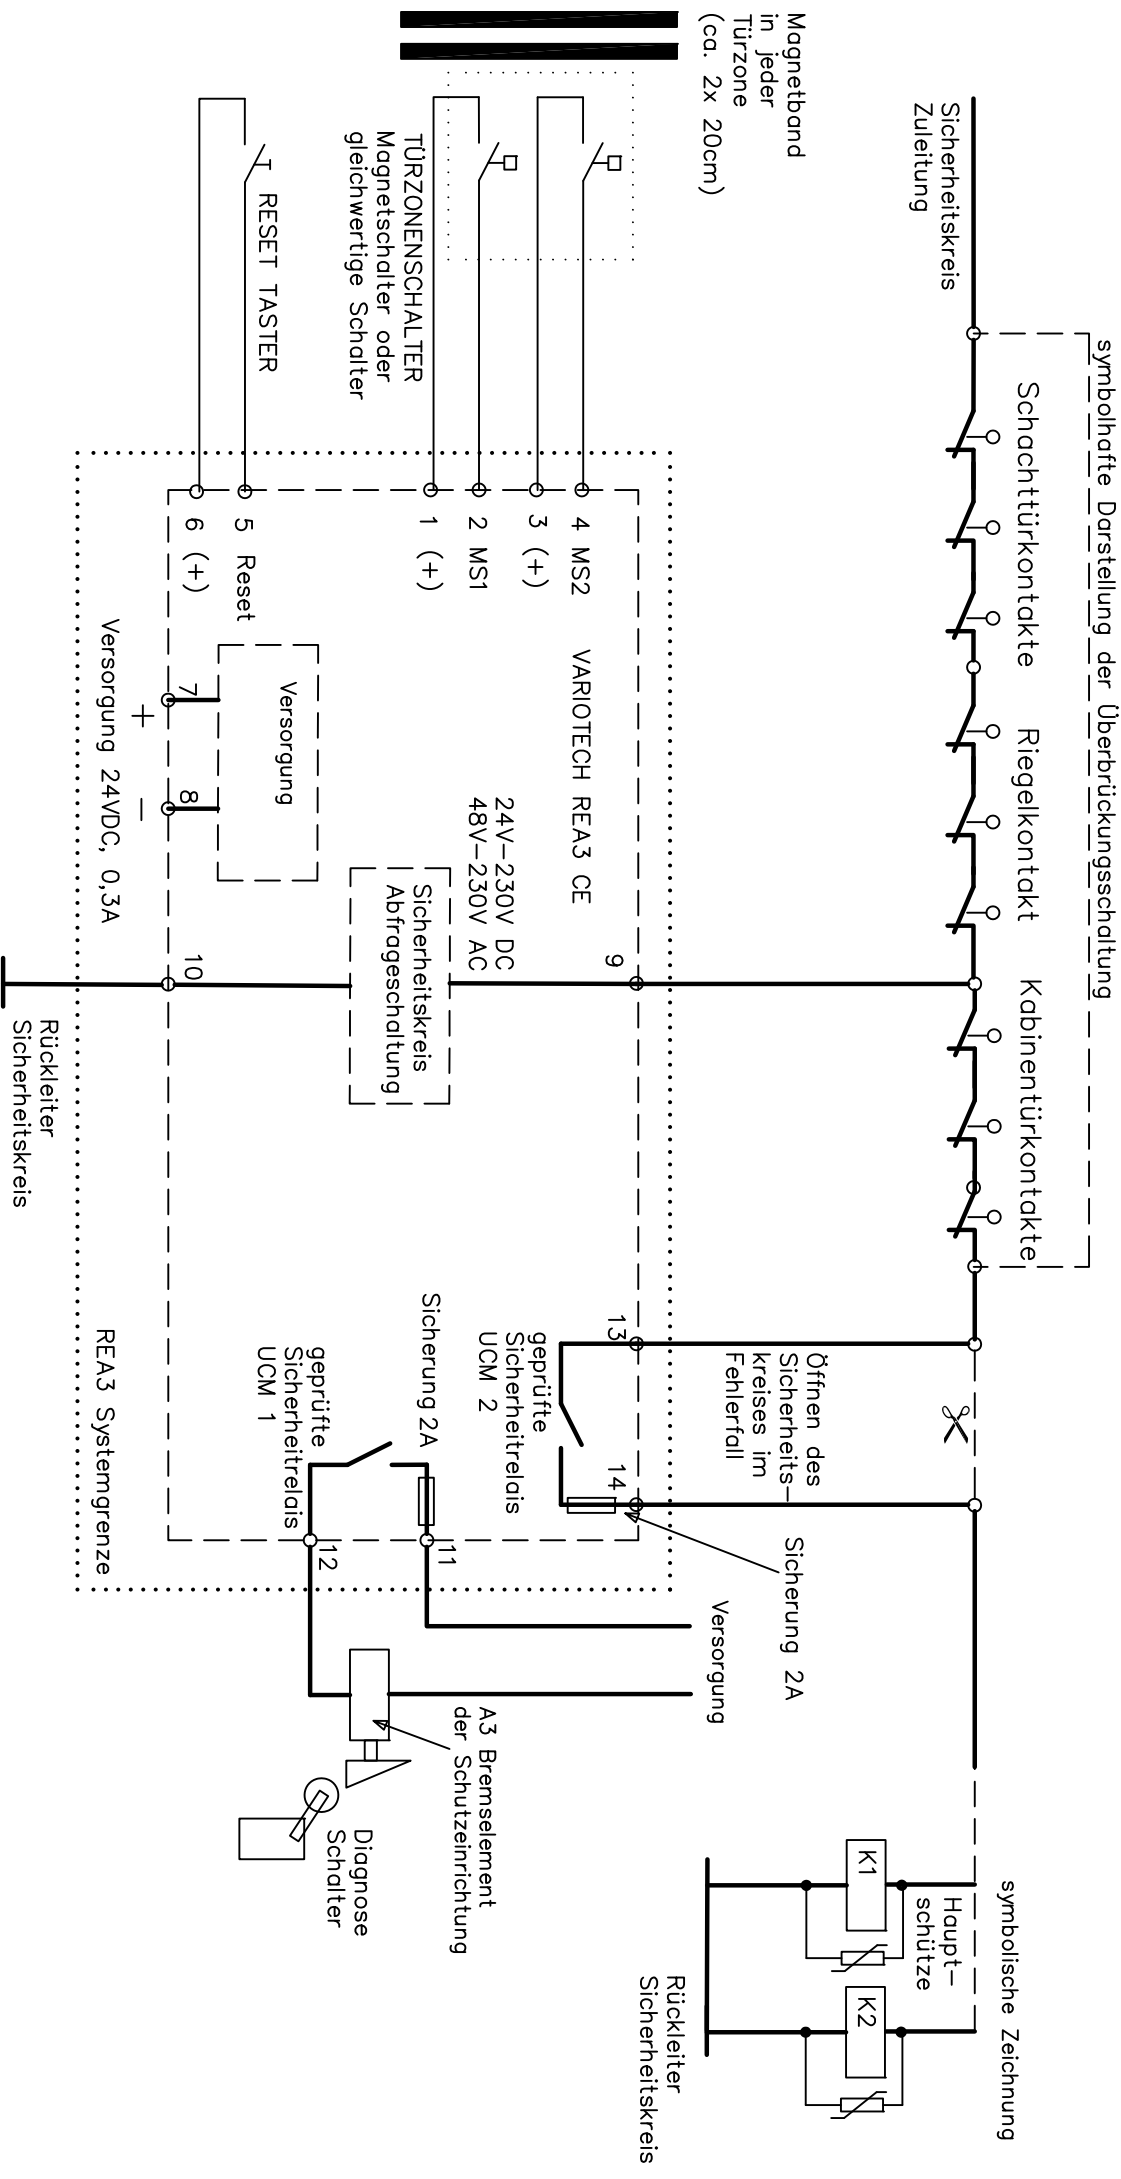 symbolhafte Darstellung der Überbrückungsschaltung
Sicherheitskreis
Zuleitung
Schachttürkontakte
Riegelkontakt
Kabinentürkontakte
symbolische Zeichnung
Haupt-
schütze
K1
K2
Rückleiter
Sicherheitskreis
Magnetband
in jeder
Türzone
(ca. 2x 20cm)
Öffnen des
Sicherheits-
kreises im
Fehlerfall
Sicherung 2A
Versorgung
9
13
14
4 MS2
3 (+)
2 MS1
1 (+)
5 Reset
6 (+)
VARIOTECH REA3 CE
24V-230V DC
48V-230V AC
Sicherheitskreis
Abfrageschaltung
geprüfte
Sicherheitrelais
UCM 2
Sicherung 2A
geprüfte
Sicherheitrelais
UCM 1
11
12
TÜRZONENSCHALTER
Magnetschalter oder
gleichwertige Schalter
RESET TASTER
Versorgung
7
8
10
+
-
Versorgung 24VDC, 0,3A
A3 Bremselement
der Schutzeinrichtung
Diagnose
Schalter
REA3 Systemgrenze
Rückleiter
Sicherheitskreis